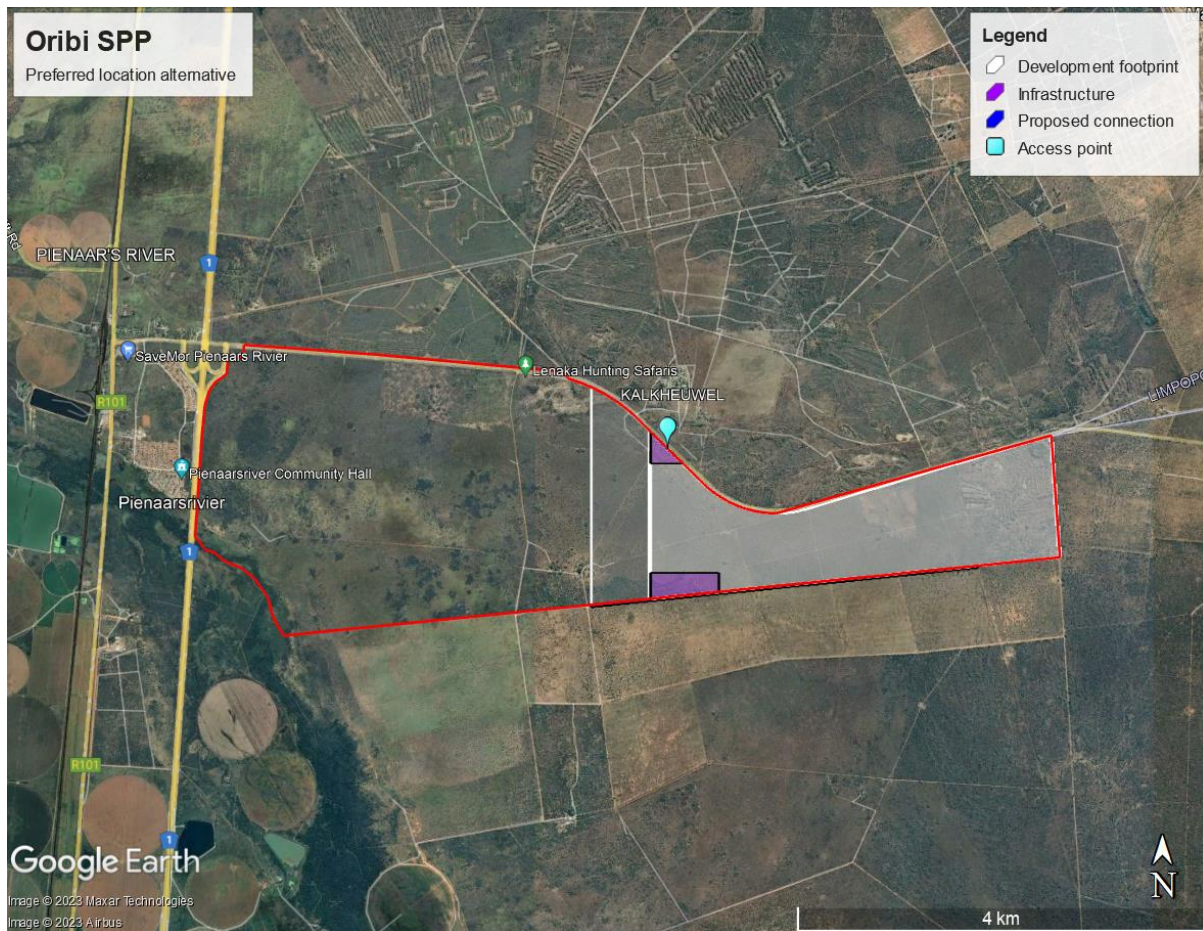 Oribi SPP
Preferred location alternative
Legend
Development footprint
Infrastructure
Proposed connection
Access point
PIENAAR'S RIVER
1
SaveMor Pienaars Rivier
Lenaka Hunting Safaris
KALKHEUWEL
LIMPOPO
R101
Pienaarsriver Community Hall
Pienaarsrivier
1
R101
1
Google Earth
Image © 2023 Maxar Technologies
Image © 2023 Airbus
N
4 km